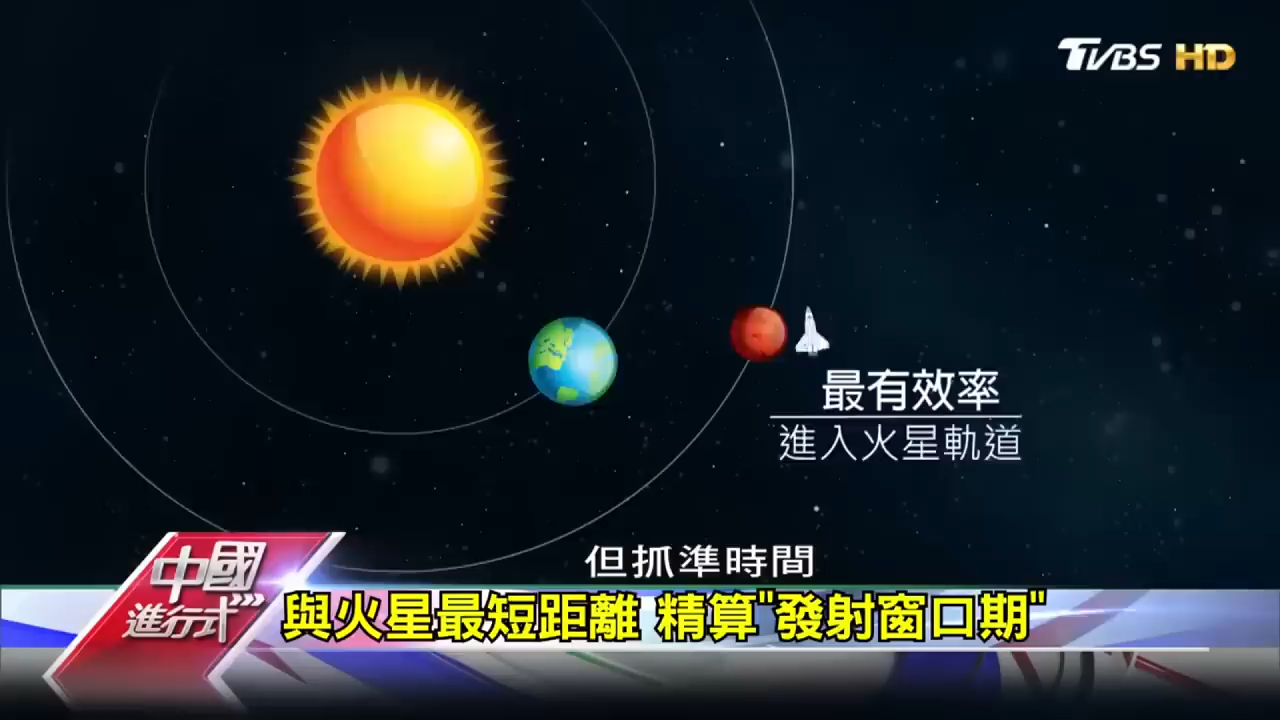 TVBS HD
最有效率
進入火星軌道
但抓準時間
中國
進行式
與火星最短距離 精算"發射窗口期"